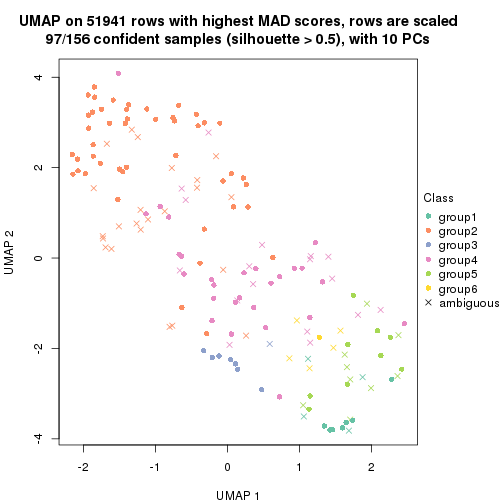 UMAP on 51941 rows with highest MAD scores, rows are scaled
97/156 confident samples (silhouette > 0.5), with 10 PCs
4
2
0
-2
-4
UMAP 2
-2
-1
0
1
2
UMAP 1
Class
group1
group2
group3
group4
group5
group6
ambiguous